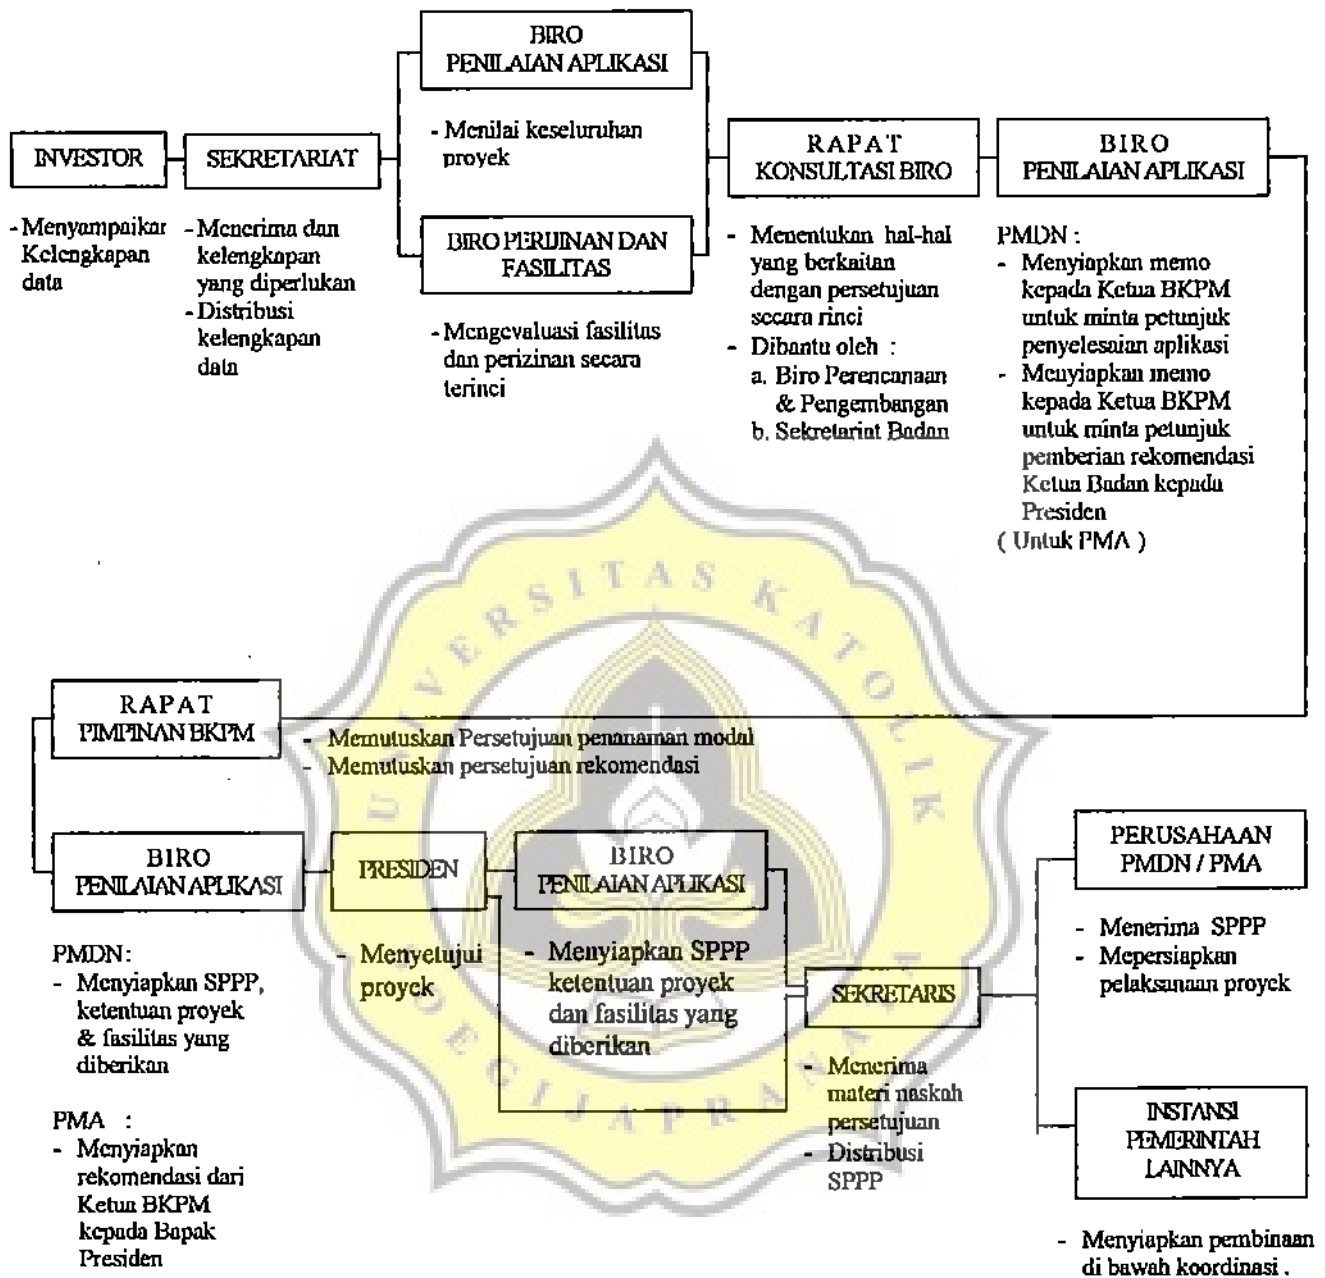 INVESTOR
- Menyampaikan
Kelengkapan
data
SEKRETARIAT
- Menerima dan
kelengkapan
yang diperlukan
- Distribusi
kelengkapan
data
BIRO
PENILAIAN APLIKASI
- Menilai keseluruhan
proyek
BIRO PERIJINAN DAN
FASILITAS
- Mengevaluasi fasilitas
dan perizinan secara
terinci
RAPAT
KONSULTASI BIRO
- Menentukan hal-hal
yang berkaitan
dengan persetujuan
secara rinci
- Dibantu oleh :
a. Biro Perencanaan
& Pengembangan
b. Sekretariat Badan
BIRO
PENILAIAN APLIKASI
PMDN :
- Menyiapkan memo
kepada Ketua BKPM
untuk minta petunjuk
penyelesaian aplikasi
- Menyiapkan memo
kepada Ketua BKPM
untuk minta petunjuk
pemberian rekomendasi
Ketua Badan kepada
Presiden
( Untuk PMA )
RAPAT
PIMPINAN BKPM
- Memutuskan Persetujuan penanaman modal
- Memutuskan persetujuan rekomendasi
BIRO
PENILAIAN APLIKASI
PMDN:
- Menyiapkan SPPP,
ketentuan proyek
& fasilitas yang
diberikan
PMA :
- Menyiapkan
rekomendasi dari
Ketua BKPM
kepada Bapak
Presiden
PRESIDEN
- Menyetujui
proyek
BIRO
PENILAIAN APLIKASI
- Menyiapkan SPPP
ketentuan proyek
dan fasilitas yang
diberikan
SEKRETARIS
- Menerima
materi naskah
persetujuan
- Distribusi
SPPP
PERUSAHAAN
PMDN / PMA
- Menerima SPPP
- Mepersiapkan
pelaksanaan proyek
INSTANSI
PEMERINTAH
LAINNYA
- Menyiapkan pembinaan
di bawah koordinasi .
UNIVERSITAS KATOLIK
SOEGIJAPRANATA